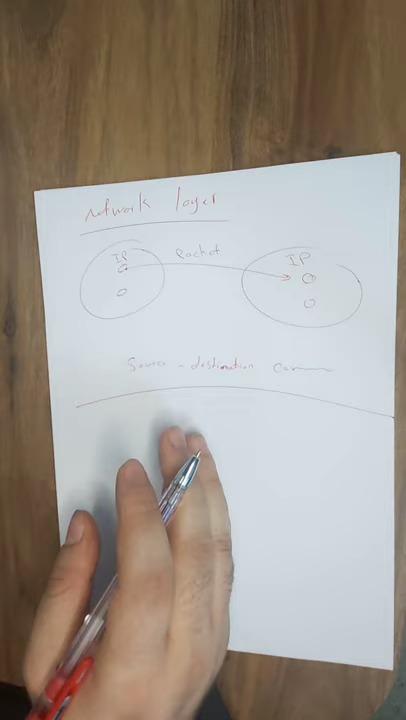 network layer
IP Packet IP
Source - destination